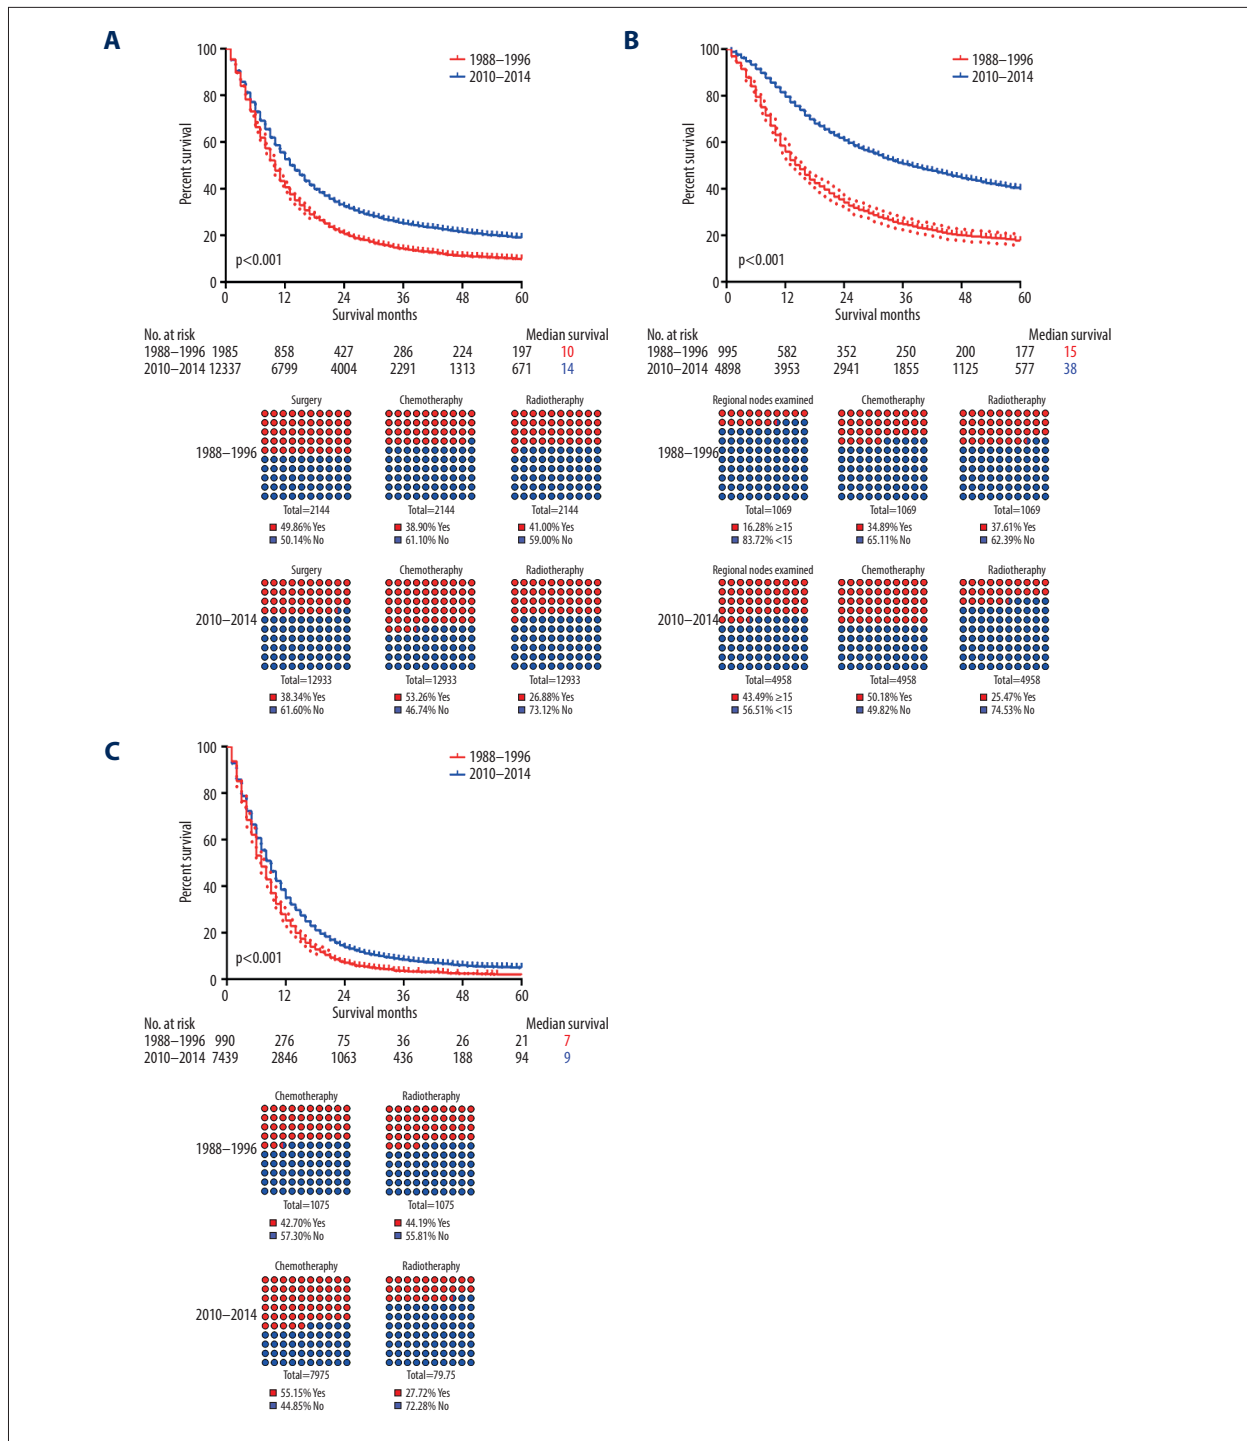 A
100
80
60
40
20
0
Percent survival
1988–1996
2010–2014
p<0.001
0 12 24 36 48 60
Survival months
No. at risk Median survival
1988–1996 1985 858 427 286 224 197 10
2010–2014 12337 6799 4004 2291 1313 671 14
Surgery Chemotheraphy Radiotheraphy
1988–1996
Total=2144 Total=2144 Total=2144
49.86% Yes 38.90% Yes 41.00% Yes
50.14% No 61.10% No 59.00% No
Surgery Chemotheraphy Radiotheraphy
2010–2014
Total=12933 Total=12933 Total=12933
38.34% Yes 53.26% Yes 26.88% Yes
61.60% No 46.74% No 73.12% No
B
100
80
60
40
20
0
Percent survival
1988–1996
2010–2014
p<0.001
0 12 24 36 48 60
Survival months
No. at risk Median survival
1988–1996 995 582 352 250 200 177 15
2010–2014 4898 3953 2941 1855 1125 577 38
Regional nodes examined Chemotheraphy Radiotheraphy
1988–1996
Total=1069 Total=1069 Total=1069
16.28% ≥15 34.89% Yes 37.61% Yes
83.72% <15 65.11% No 62.39% No
Regional nodes examined Chemotheraphy Radiotheraphy
2010–2014
Total=4958 Total=4958 Total=4958
43.49% ≥15 50.18% Yes 25.47% Yes
56.51% <15 49.82% No 74.53% No
C
100
80
60
40
20
0
Percent survival
1988–1996
2010–2014
p<0.001
0 12 24 36 48 60
Survival months
No. at risk Median survival
1988–1996 990 276 75 36 26 21 7
2010–2014 7439 2846 1063 436 188 94 9
Chemotheraphy Radiotheraphy
1988–1996
Total=1075 Total=1075
42.70% Yes 44.19% Yes
57.30% No 55.81% No
Chemotheraphy Radiotheraphy
2010–2014
Total=7975 Total=79.75
55.15% Yes 27.72% Yes
44.85% No 72.28% No